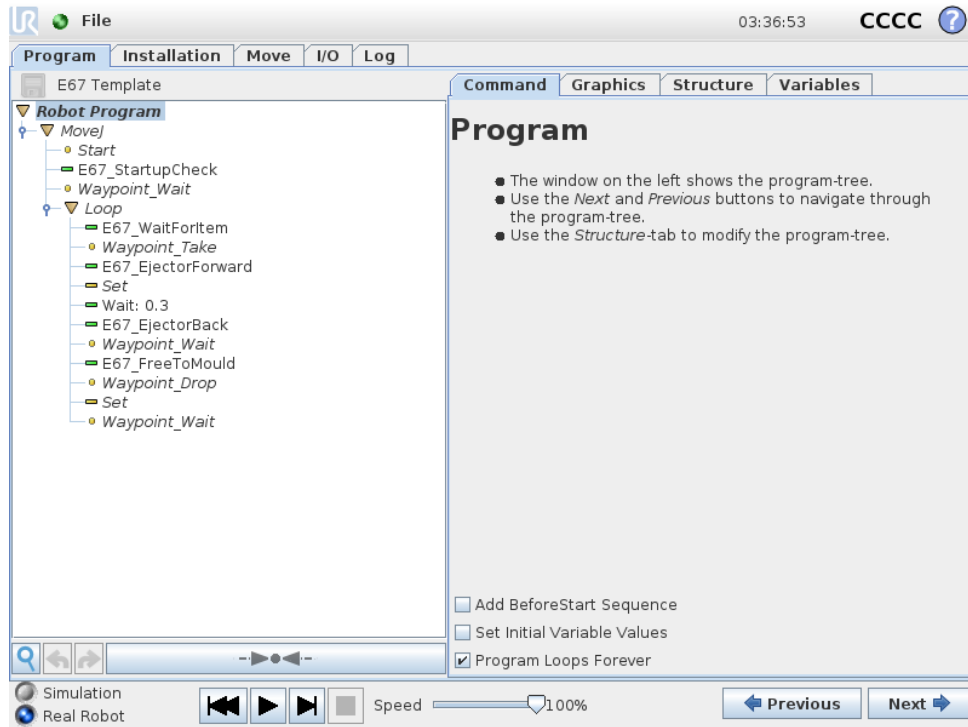 UR File 03:36:53 CCCC ?
Program Installation Move I/O Log
E67 Template
Robot Program
MoveJ
Start
E67_StartupCheck
Waypoint_Wait
Loop
E67_WaitForItem
Waypoint_Take
E67_EjectorForward
Set
Wait: 0.3
E67_EjectorBack
Waypoint_Wait
E67_FreeToMould
Waypoint_Drop
Set
Waypoint_Wait
Command Graphics Structure Variables
Program
The window on the left shows the program-tree.
Use the Next and Previous buttons to navigate through
the program-tree.
Use the Structure-tab to modify the program-tree.
Add BeforeStart Sequence
Set Initial Variable Values
Program Loops Forever
Simulation
Real Robot
Speed 100%
Previous Next